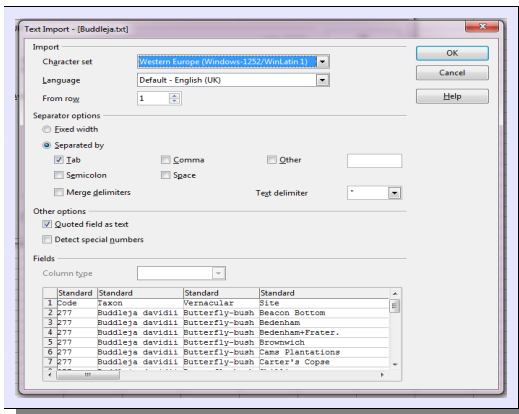 Text Import - [Buddleja.txt]
Import
Character set Western Europe (Windows-1252/WinLatin 1)
OK
Language Default - English (UK)
Cancel
From row 1
Help
Separator options
Fixed width
Separated by
Tab Comma Other
Semicolon Space
Merge delimiters Text delimiter "
Other options
Quoted field as text
Detect special numbers
Fields
Column type
Standard Standard Standard Standard
1 Code Taxon Vernacular Site
2 277 Buddleja davidii Butterfly-bush Beacon Bottom
3 277 Buddleja davidii Butterfly-bush Bedenham
4 277 Buddleja davidii Butterfly-bush Bedenham+Frater.
5 277 Buddleja davidii Butterfly-bush Brownwich
6 277 Buddleja davidii Butterfly-bush Cams Plantations
7 277 Buddleja davidii Butterfly-bush Carter's Copse